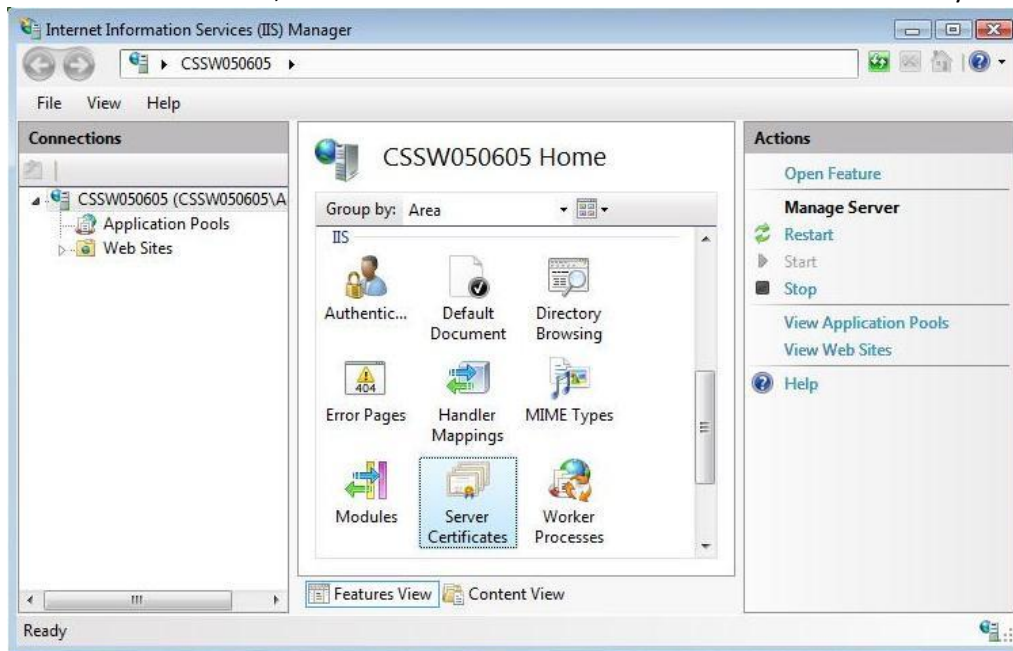 Internet Information Services (IIS) Manager
CSSW050605
File View Help
Connections
CSSW050605 (CSSW050605\A
Application Pools
Web Sites
CSSW050605 Home
Group by: Area
IIS
Authentic...
Default Document
Directory Browsing
404
Error Pages
Handler Mappings
MIME Types
Modules
Server Certificates
Worker Processes
Features View
Content View
Actions
Open Feature
Manage Server
Restart
Start
Stop
View Application Pools
View Web Sites
Help
Ready